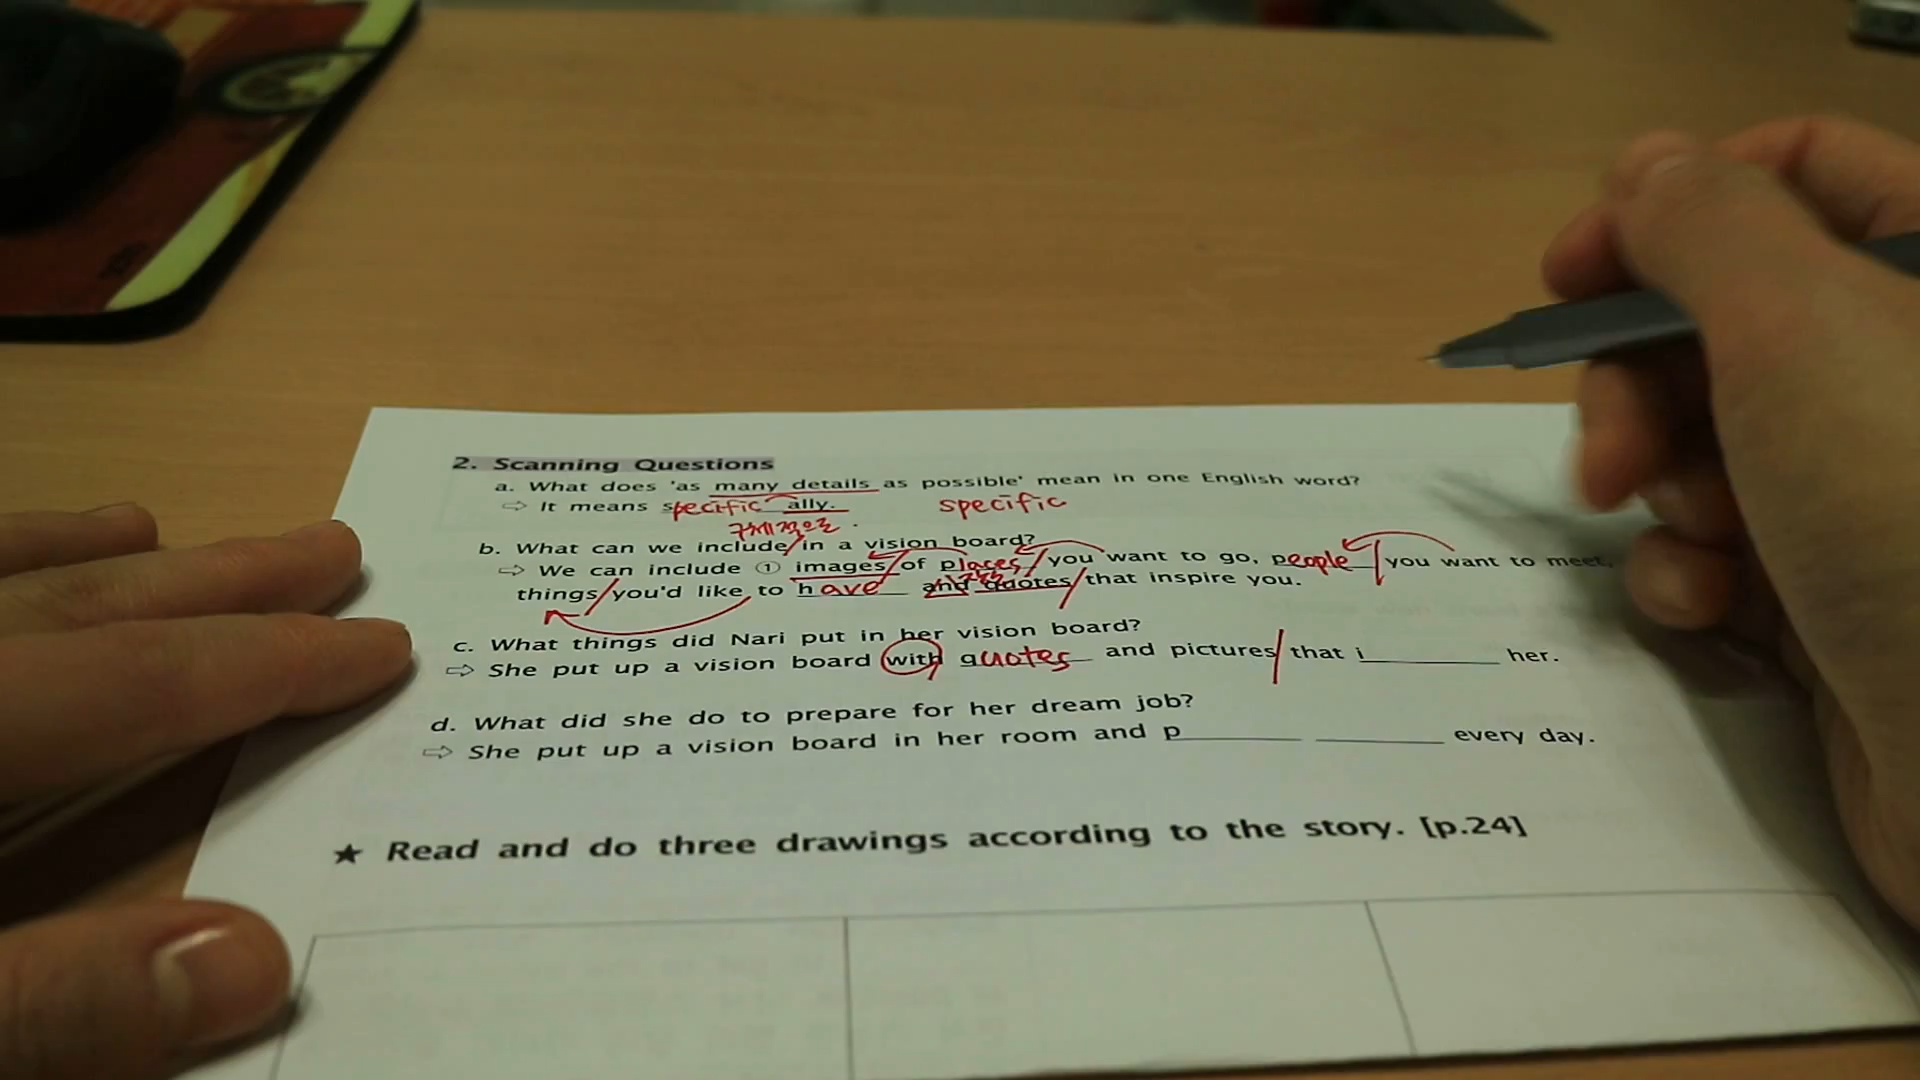 2. Scanning Questions
a. What does 'as many details as possible' mean in one English word?
⇨ It means specific ally. specific
구체적으로.
b. What can we include/in a vision board?
⇨ We can include ① images/of places/you want to go, people/you want to meet,
things/you'd like to have and quotes/that inspire you.
c. What things did Nari put in her vision board?
⇨ She put up a vision board with quotes and pictures/that i________ her.
d. What did she do to prepare for her dream job?
⇨ She put up a vision board in her room and p________ ________ every day.
★ Read and do three drawings according to the story. [p.24]